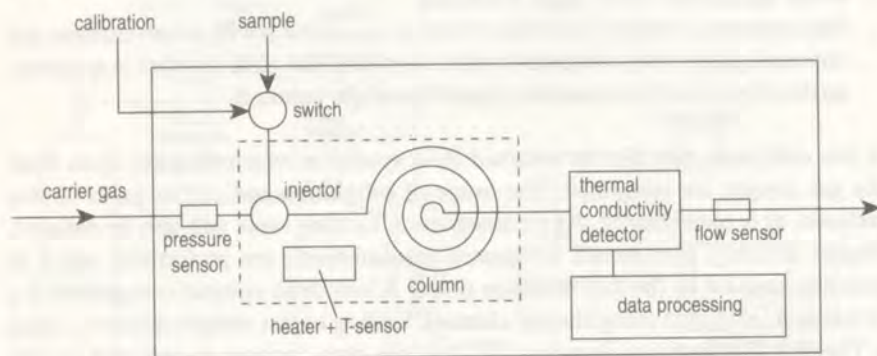 calibration
sample
switch
carrier gas
injector
pressure
sensor
heater + T-sensor
column
thermal
conductivity
detector
flow sensor
data processing